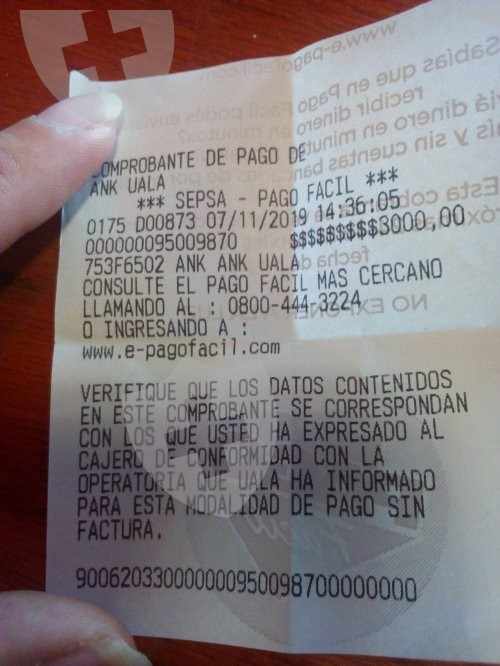 COMPROBANTE DE PAGO DE
ANK UALA
*** SEPSA - PAGO FACIL ***
0175 D00873 07/11/2019 14:36:05
000000095009870 $$$$$$$$$3000,00
753F6502 ANK ANK UALA
CONSULTE EL PAGO FACIL MAS CERCANO
LLAMANDO AL : 0800-444-3224
O INGRESANDO A :
www.e-pagofacil.com
VERIFIQUE QUE LOS DATOS CONTENIDOS
EN ESTE COMPROBANTE SE CORRESPONDAN
CON LOS QUE USTED HA EXPRESADO AL
CAJERO DE CONFORMIDAD CON LA
OPERATORIA QUE UALA HA INFORMADO
PARA ESTA MODALIDAD DE PAGO SIN
FACTURA.